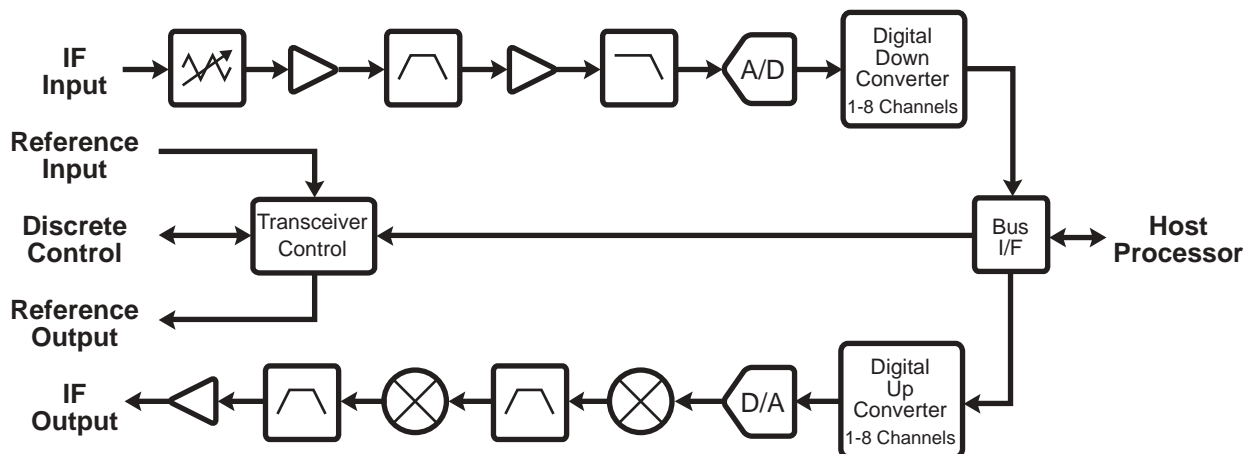 IF
Input
A/D
Digital
Down
Converter
1-8 Channels
Reference
Input
Discrete
Control
Transceiver
Control
Bus
I/F
Host
Processor
Reference
Output
IF
Output
D/A
Digital
Up
Converter
1-8 Channels